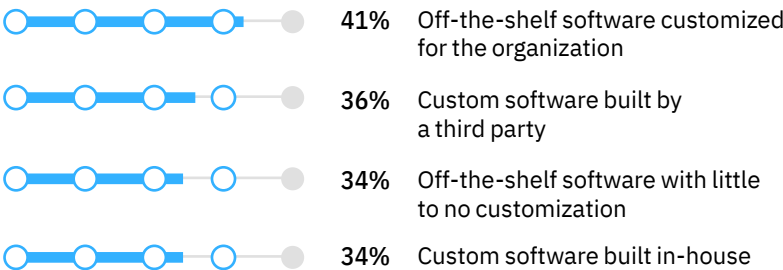 41% Off-the-shelf software customized
for the organization
36% Custom software built by
a third party
34% Off-the-shelf software with little
to no customization
34% Custom software built in-house